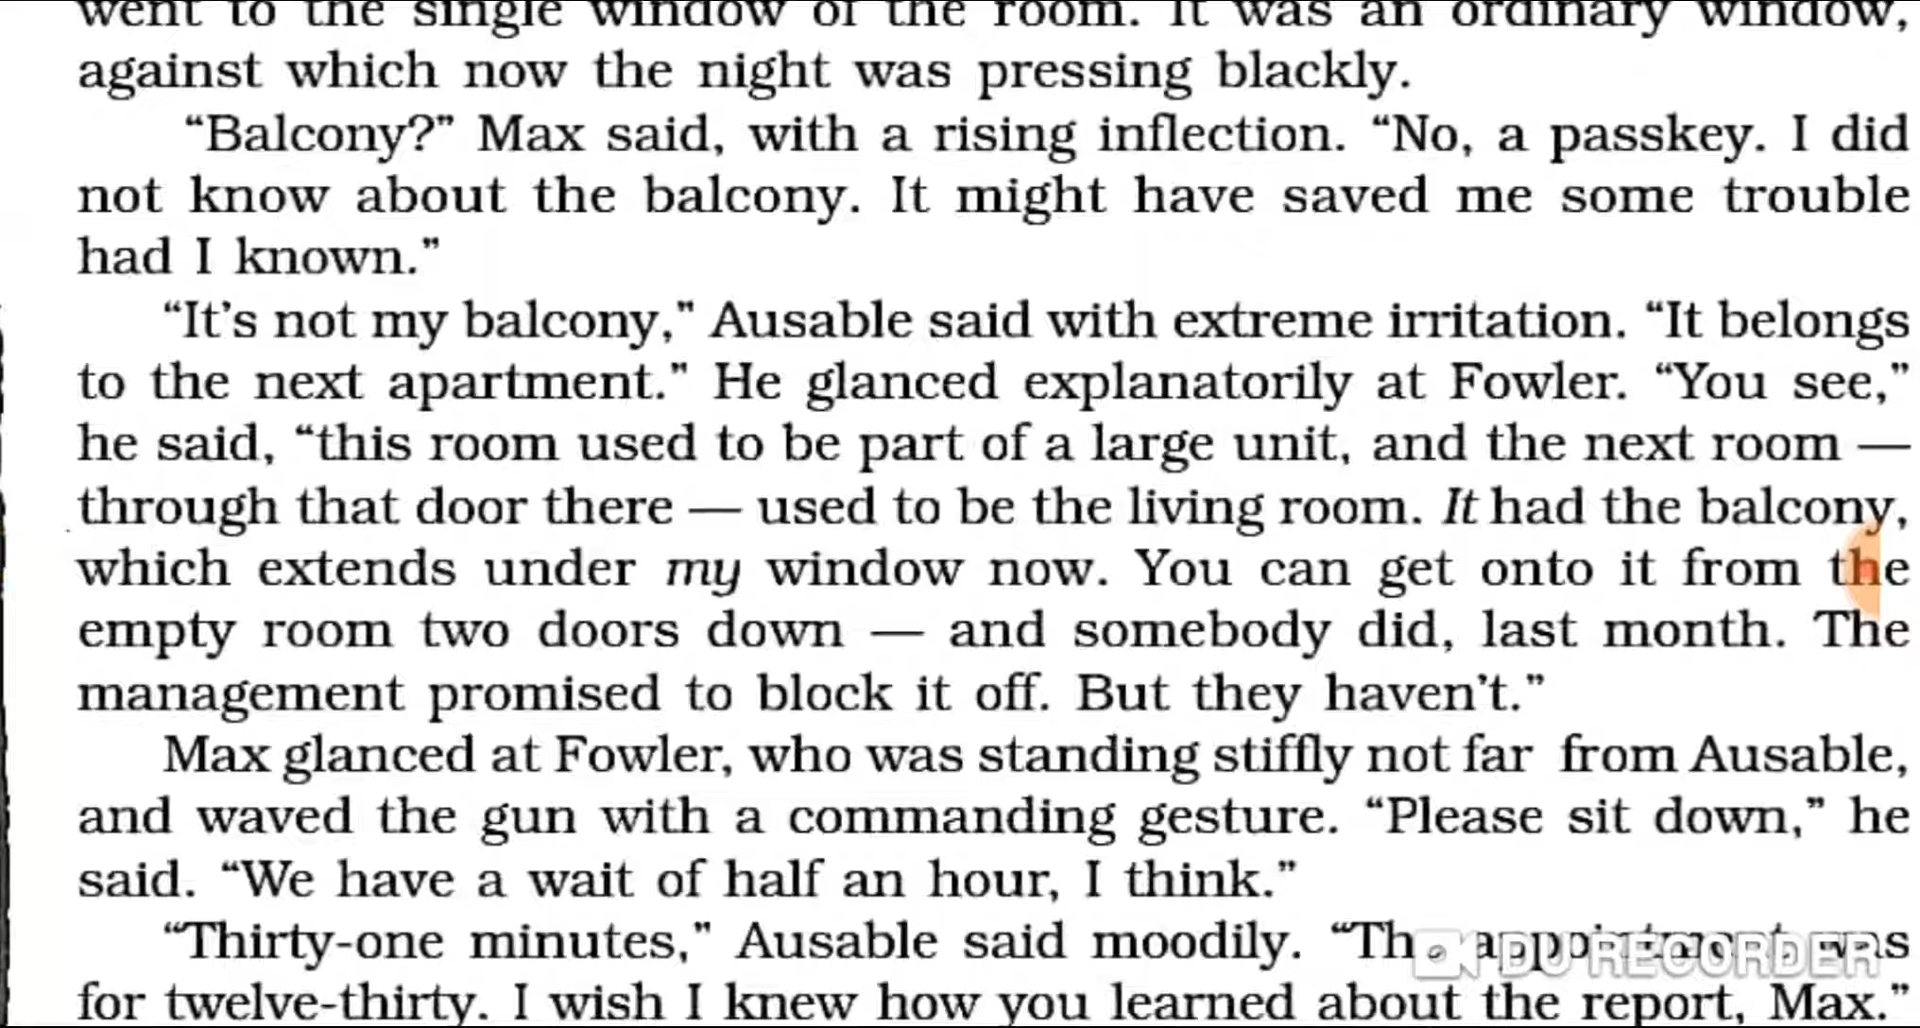 went to the single window of the room. It was an ordinary window,
against which now the night was pressing blackly.
“Balcony?” Max said, with a rising inflection. “No, a passkey. I did
not know about the balcony. It might have saved me some trouble
had I known.”
“It’s not my balcony,” Ausable said with extreme irritation. “It belongs
to the next apartment.” He glanced explanatorily at Fowler. “You see,”
he said, “this room used to be part of a large unit, and the next room —
through that door there — used to be the living room. It had the balcony,
which extends under my window now. You can get onto it from the
empty room two doors down — and somebody did, last month. The
management promised to block it off. But they haven’t.”
Max glanced at Fowler, who was standing stiffly not far from Ausable,
and waved the gun with a commanding gesture. “Please sit down,” he
said. “We have a wait of half an hour, I think.”
“Thirty-one minutes,” Ausable said moodily. “The appointment was
for twelve-thirty. I wish I knew how you learned about the report, Max.”
DU RECORDER